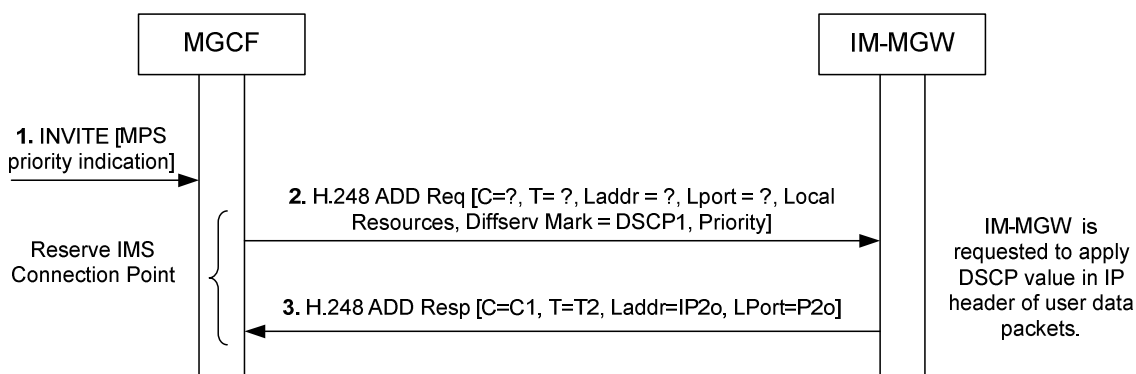 MGCF
IM-MGW
1. INVITE [MPS
priority indication]
2. H.248 ADD Req [C=?, T= ?, Laddr = ?, Lport = ?, Local
Resources, Diffserv Mark = DSCP1, Priority]
Reserve IMS
Connection Point
IM-MGW is
requested to apply
DSCP value in IP
header of user data
packets.
3. H.248 ADD Resp [C=C1, T=T2, Laddr=IP2o, LPort=P2o]